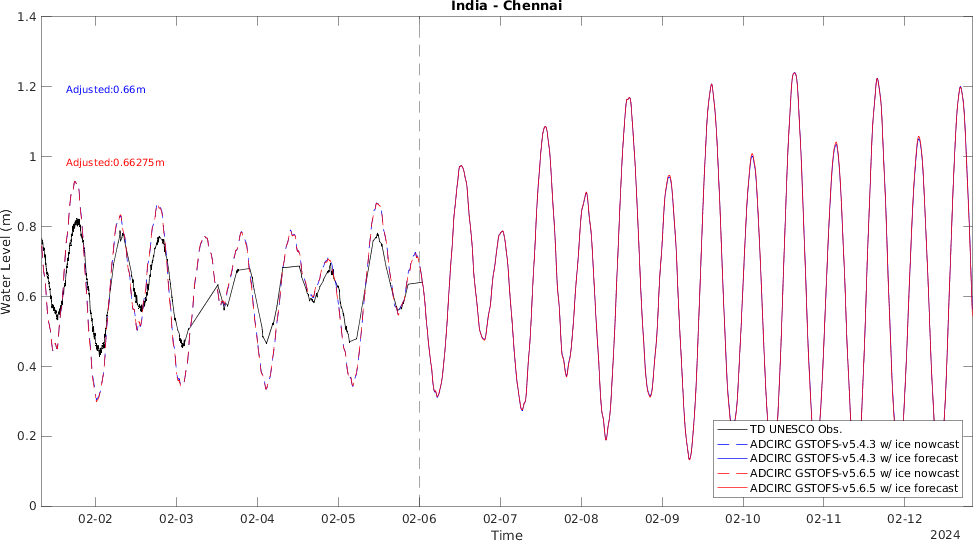 India - Chennai
1.4
1.2
1
0.8
0.6
0.4
0.2
0
Water Level (m)
Adjusted:0.66m
Adjusted:0.66275m
TD UNESCO Obs.
ADCIRC GSTOFS-v5.4.3 w/ ice nowcast
ADCIRC GSTOFS-v5.4.3 w/ ice forecast
ADCIRC GSTOFS-v5.6.5 w/ ice nowcast
ADCIRC GSTOFS-v5.6.5 w/ ice forecast
02-02 02-03 02-04 02-05 02-06 02-07 02-08 02-09 02-10 02-11 02-12
Time
2024